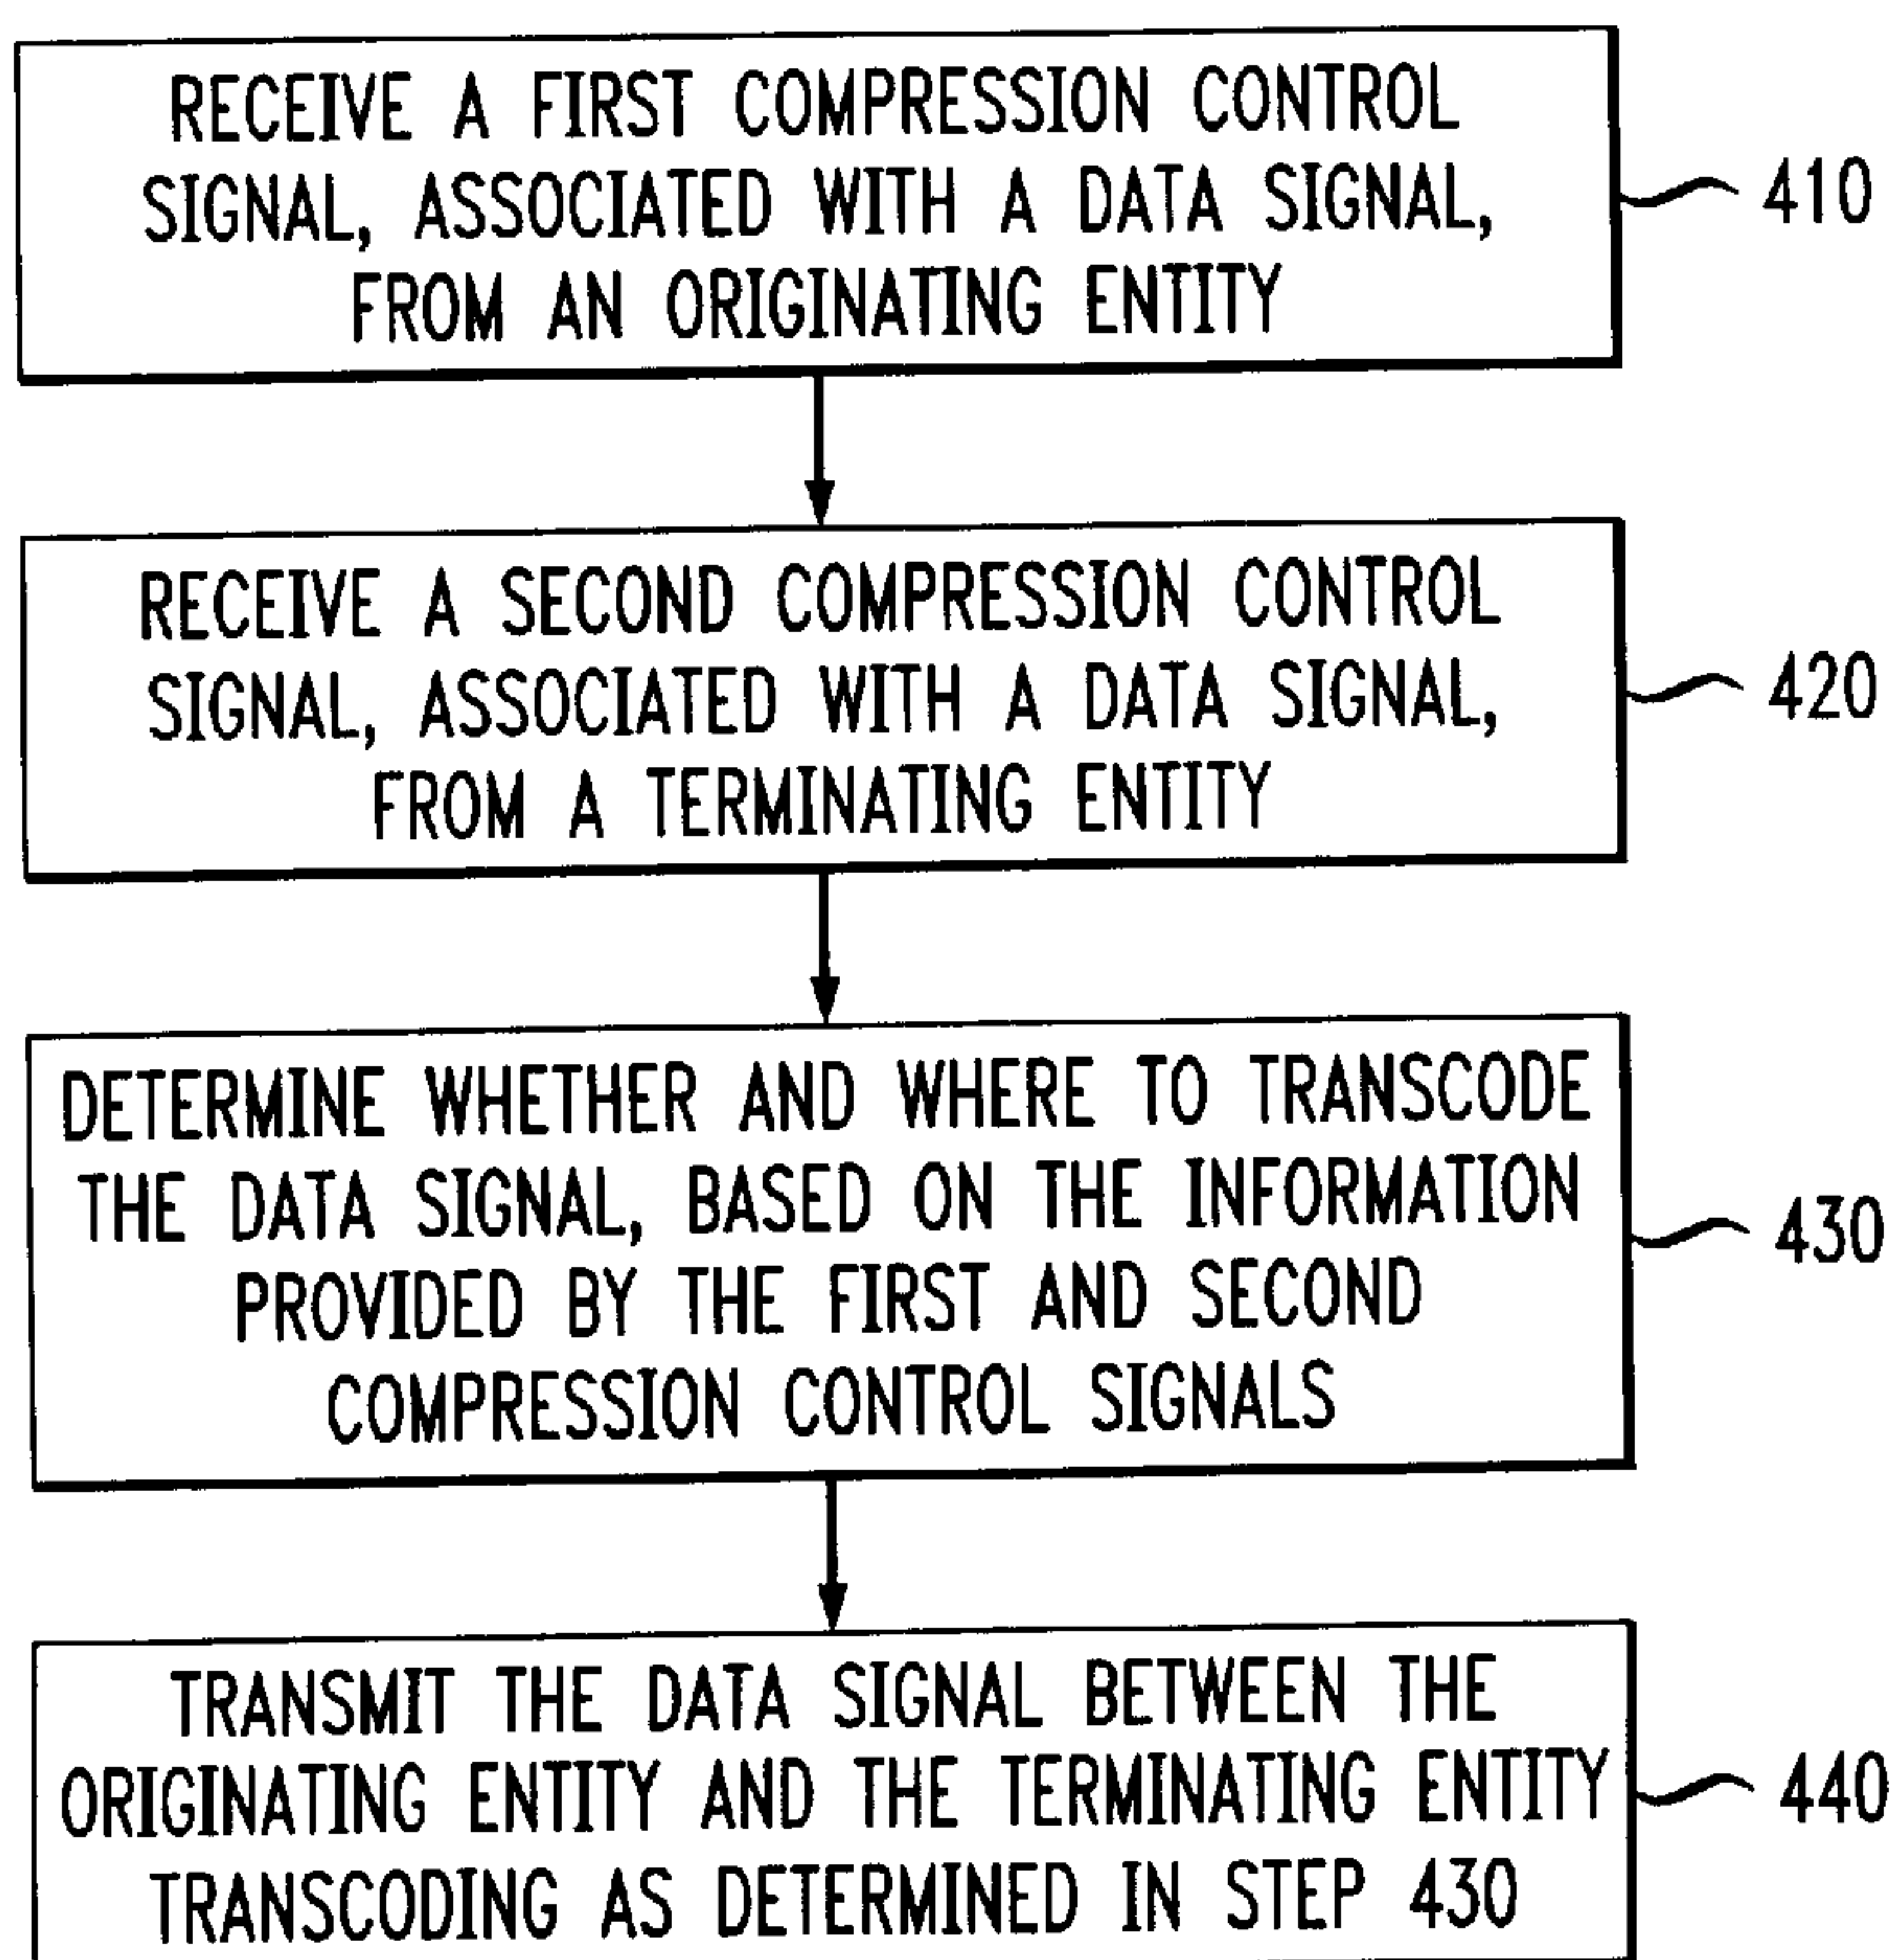 RECEIVE A FIRST COMPRESSION CONTROL
SIGNAL, ASSOCIATED WITH A DATA SIGNAL,
FROM AN ORIGINATING ENTITY
410
RECEIVE A SECOND COMPRESSION CONTROL
SIGNAL, ASSOCIATED WITH A DATA SIGNAL,
FROM A TERMINATING ENTITY
420
DETERMINE WHETHER AND WHERE TO TRANSCODE
THE DATA SIGNAL, BASED ON THE INFORMATION
PROVIDED BY THE FIRST AND SECOND
COMPRESSION CONTROL SIGNALS
430
TRANSMIT THE DATA SIGNAL BETWEEN THE
ORIGINATING ENTITY AND THE TERMINATING ENTITY
TRANSCODING AS DETERMINED IN STEP 430
440